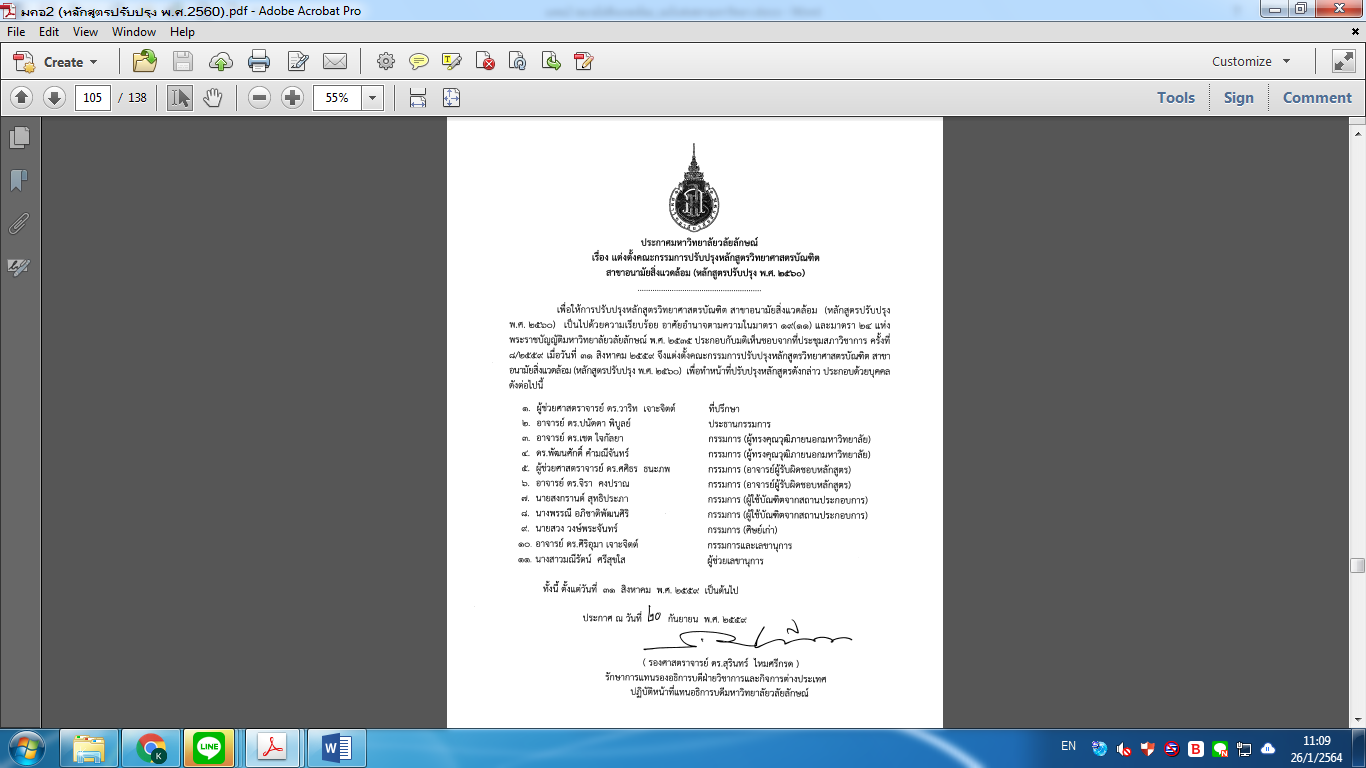 มคอ2 (หลักสูตรปรับปรุง พ.ศ.2560).pdf - Adobe Acrobat Pro
File Edit View Window Help
Create
Customize
105 / 138
55%
Tools Sign Comment
ประกาศมหาวิทยาลัยวลัยลักษณ์
เรื่อง แต่งตั้งคณะกรรมการปรับปรุงหลักสูตรวิทยาศาสตรบัณฑิต
สาขาอนามัยสิ่งแวดล้อม (หลักสูตรปรับปรุง พ.ศ. ๒๕๖๐)
เพื่อให้การปรับปรุงหลักสูตรวิทยาศาสตรบัณฑิต สาขาอนามัยสิ่งแวดล้อม (หลักสูตรปรับปรุง
พ.ศ. ๒๕๖๐) เป็นไปด้วยความเรียบร้อย อาศัยอำนาจตามความในมาตรา ๑๙(๑๑) และมาตรา ๒๔ แห่ง
พระราชบัญญัติมหาวิทยาลัยวลัยลักษณ์ พ.ศ. ๒๕๓๕ ประกอบกับมติเห็นชอบจากที่ประชุมสภาวิชาการ ครั้งที่
๘/๒๕๕๙ เมื่อวันที่ ๓๑ สิงหาคม ๒๕๕๙ จึงแต่งตั้งคณะกรรมการปรับปรุงหลักสูตรวิทยาศาสตรบัณฑิต สาขา
อนามัยสิ่งแวดล้อม (หลักสูตรปรับปรุง พ.ศ. ๒๕๖๐) เพื่อทำหน้าที่ปรับปรุงหลักสูตรดังกล่าว ประกอบด้วยบุคคล
ดังต่อไปนี้
๑. ผู้ช่วยศาสตราจารย์ ดร.วาริท เจาะจิตต์ ที่ปรึกษา
๒. อาจารย์ ดร.ปนัดดา พิบูลย์ ประธานกรรมการ
๓. อาจารย์ ดร.เชต ใจกัลยา กรรมการ (ผู้ทรงคุณวุฒิภายนอกมหาวิทยาลัย)
๔. ดร.พัฒนศักดิ์ คำมณีจันทร์ กรรมการ (ผู้ทรงคุณวุฒิภายนอกมหาวิทยาลัย)
๕. ผู้ช่วยศาสตราจารย์ ดร.ศศิธร ธนะภพ กรรมการ (อาจารย์ผู้รับผิดชอบหลักสูตร)
๖. อาจารย์ ดร.จิรา คงปราณ กรรมการ (อาจารย์ผู้รับผิดชอบหลักสูตร)
๗. นายสงกรานต์ สุทธิประภา กรรมการ (ผู้ใช้บัณฑิตจากสถานประกอบการ)
๘. นางพรรณี อภิชาติพัฒนศิริ กรรมการ (ผู้ใช้บัณฑิตจากสถานประกอบการ)
๙. นายสวง วงษ์พระจันทร์ กรรมการ (ศิษย์เก่า)
๑๐. อาจารย์ ดร.ศิริอุมา เจาะจิตต์ กรรมการและเลขานุการ
๑๑. นางสาวมณีรัตน์ ศรีสุขใส ผู้ช่วยเลขานุการ
ทั้งนี้ ตั้งแต่วันที่ ๓๑ สิงหาคม พ.ศ. ๒๕๕๙ เป็นต้นไป
ประกาศ ณ วันที่ ๒๐ กันยายน พ.ศ. ๒๕๕๙
( รองศาสตราจารย์ ดร.สุรินทร์ ไหมศรีกรด )
รักษาการแทนรองอธิการบดีฝ่ายวิชาการและกิจการต่างประเทศ
ปฏิบัติหน้าที่แทนอธิการบดีมหาวิทยาลัยวลัยลักษณ์
EN
11:09
26/1/2564